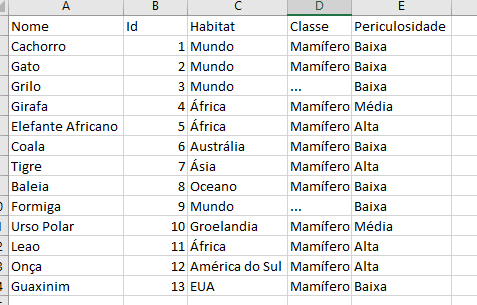 A B C D E
Nome Id Habitat Classe Periculosidade
Cachorro 1 Mundo Mamífero Baixa
Gato 2 Mundo Mamífero Baixa
Grilo 3 Mundo ... Baixa
Girafa 4 África Mamífero Média
Elefante Africano 5 África Mamífero Alta
Coala 6 Austrália Mamífero Baixa
Tigre 7 Ásia Mamífero Alta
Baleia 8 Oceano Mamífero Baixa
Formiga 9 Mundo ... Baixa
Urso Polar 10 Groelandia Mamífero Média
Leao 11 África Mamífero Alta
Onça 12 América do Sul Mamífero Alta
Guaxinim 13 EUA Mamífero Baixa